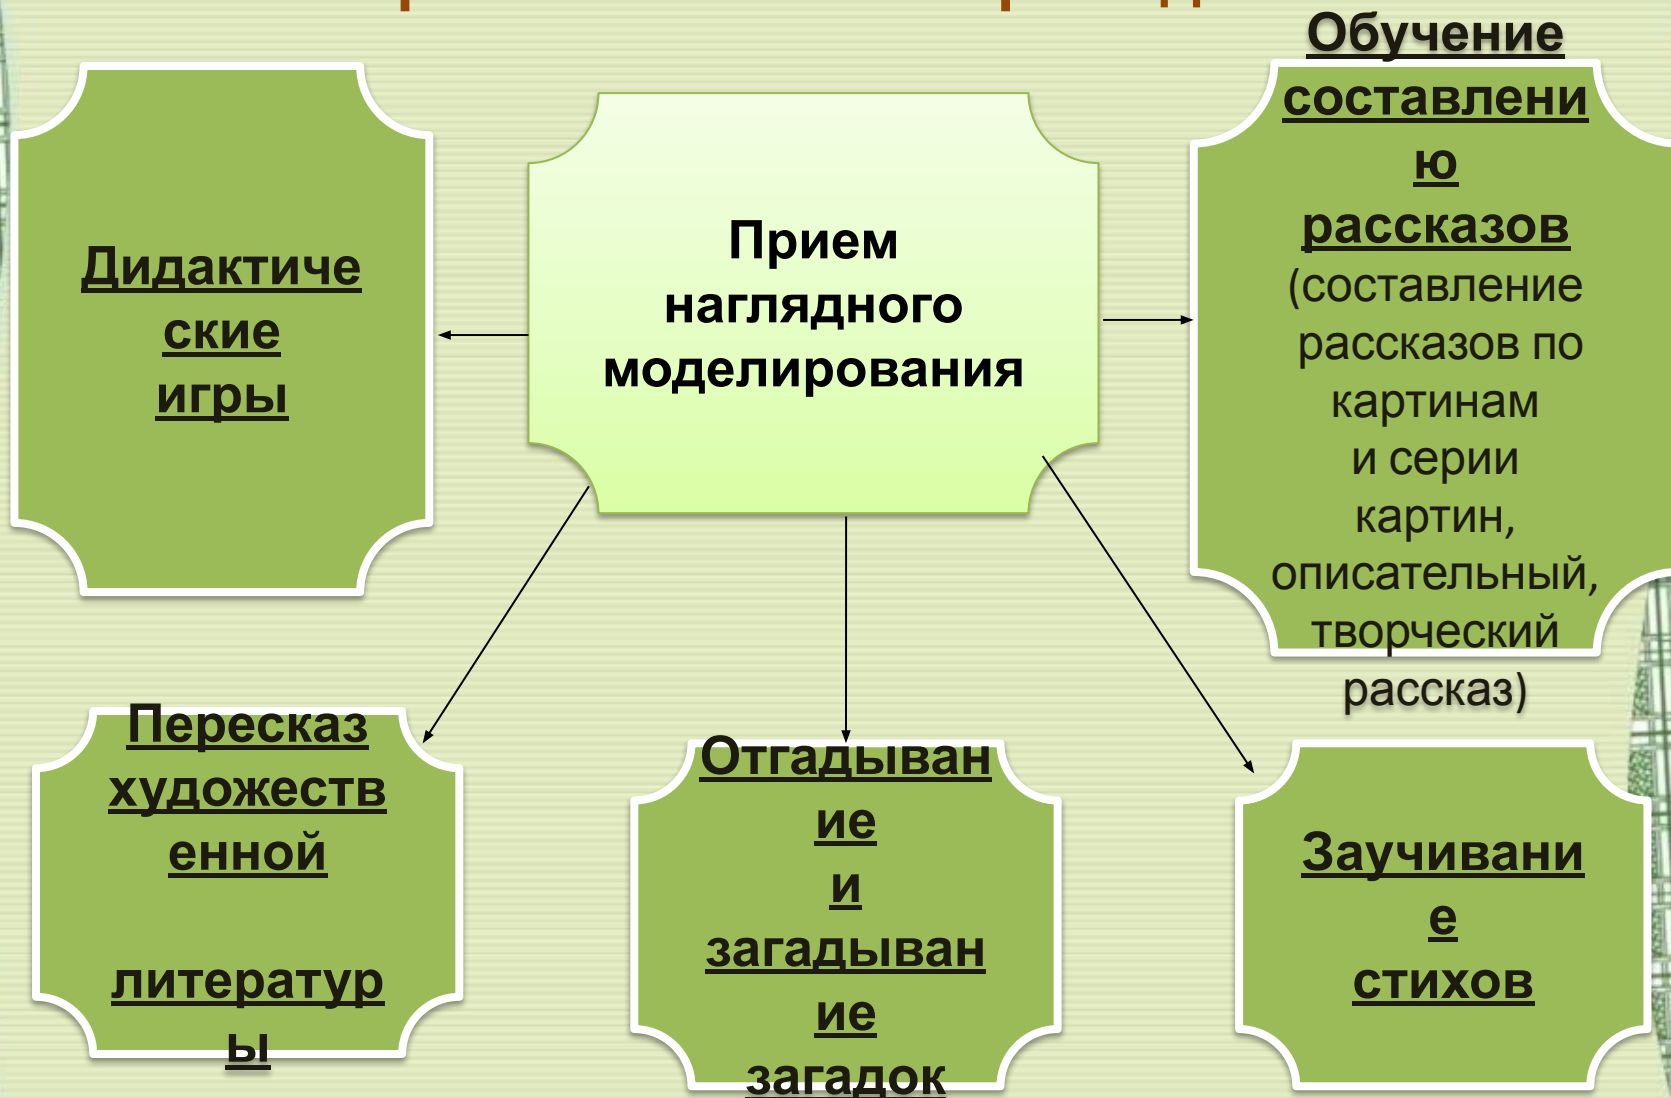 Дидактиче
ские
игры
Прием
наглядного
моделирования
Обучение
составлени
ю
рассказов
(составление
рассказов по
картинам
и серии
картин,
описательный,
творческий
рассказ)
Пересказ
художеств
енной
литератур
ы
Отгадыван
ие
и
загадыван
ие
загадок
Заучивани
е
стихов